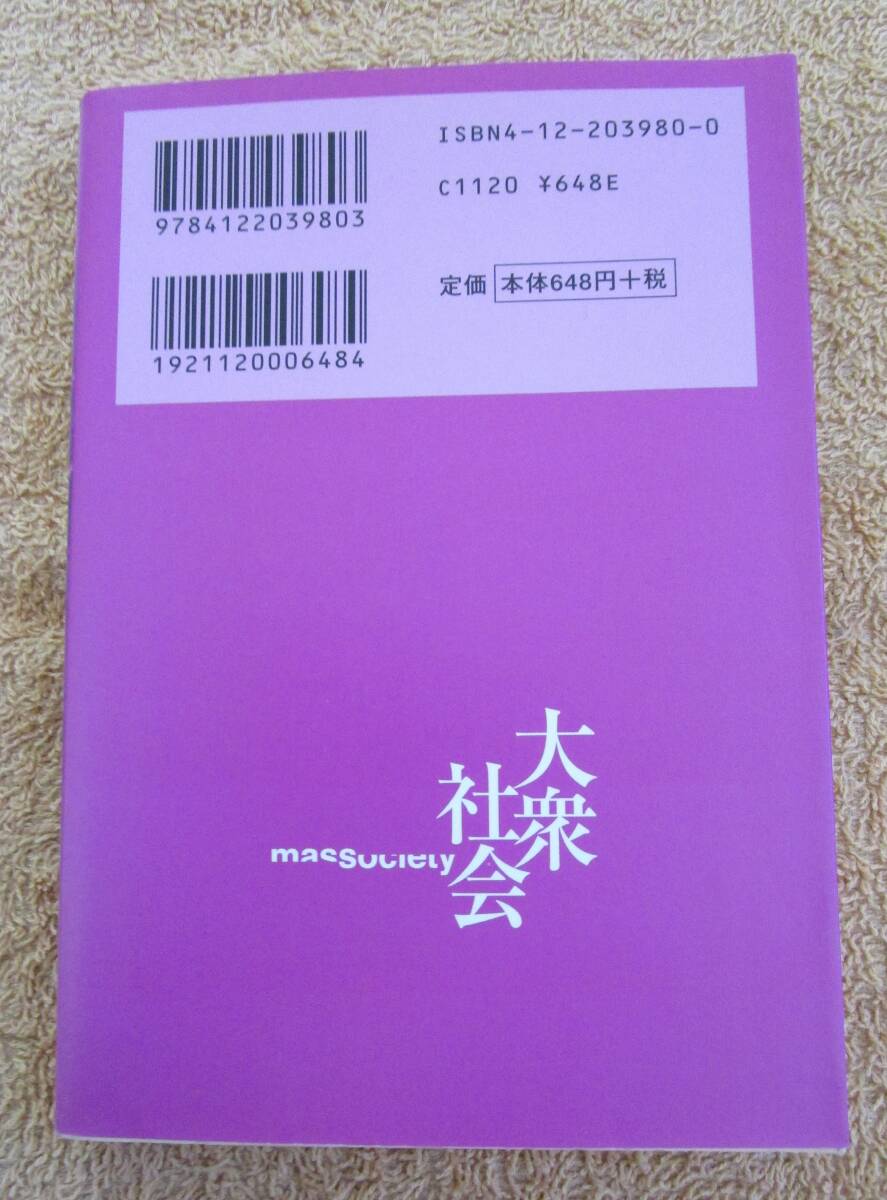 ISBN4-12-203980-0
C1120 ¥648E
9784122039803
定価 本体648円+税
1921120006484
大衆
社会
masSociety